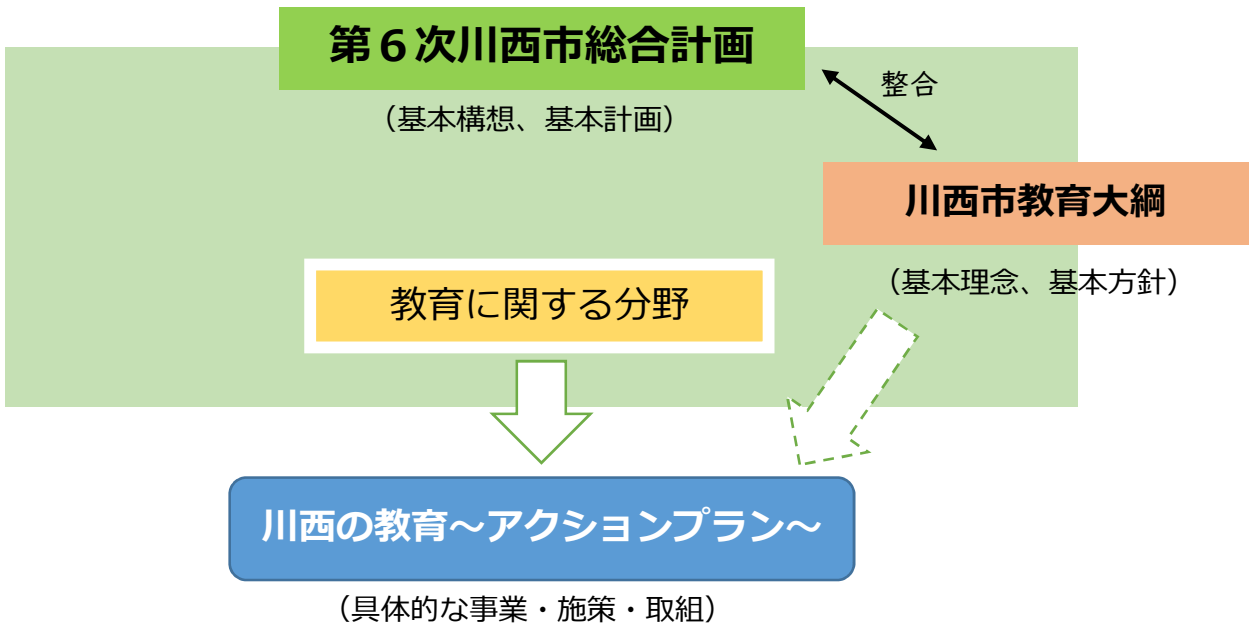 第６次川西市総合計画
整合
（基本構想、基本計画）
川西市教育大綱
（基本理念、基本方針）
教育に関する分野
川西の教育～アクションプラン～
（具体的な事業・施策・取組）